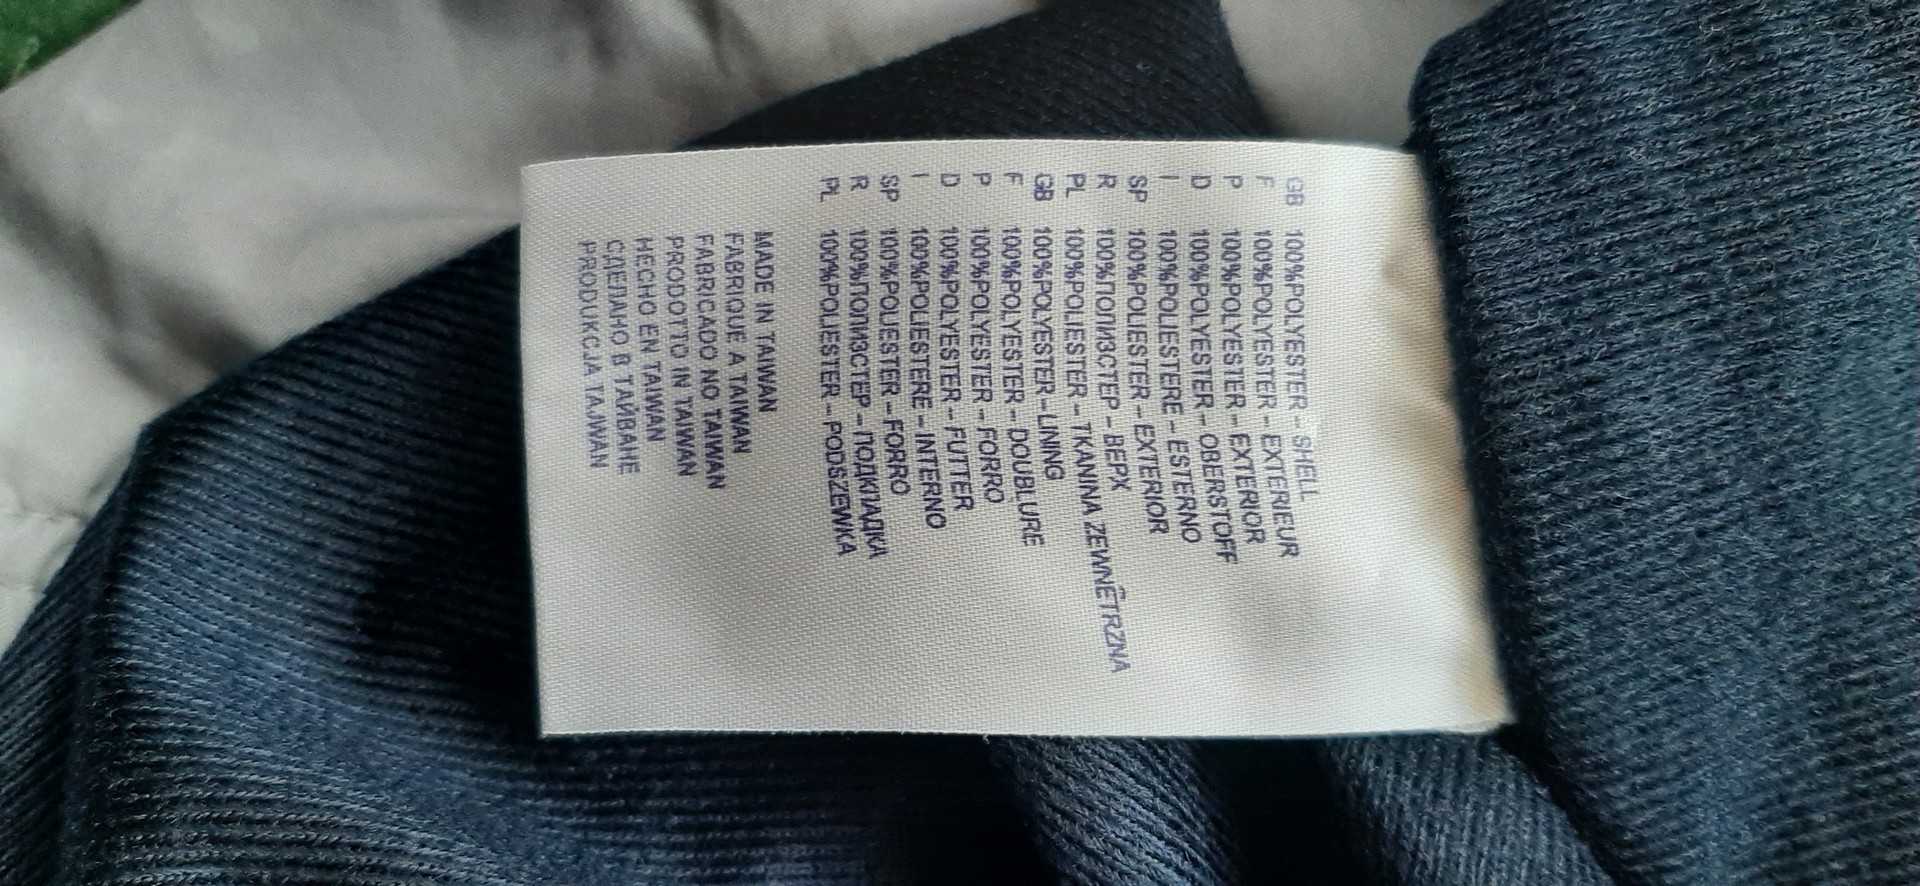 GB 100%POLYESTER – SHELL
F 100%POLYESTER – EXTERIEUR
P 100%POLYESTER – EXTERIOR
D 100%POLYESTER – OBERSTOFF
I 100%POLIESTERE – ESTERNO
SP 100%POLIESTER – EXTERIOR
R 100%ПОЛИЭСТЕР – ВЕРХ
PL 100%POLIESTER – TKANINA ZEWNĘTRZNA
GB 100%POLYESTER – LINING
F 100%POLYESTER – DOUBLURE
P 100%POLYESTER – FORRO
D 100%POLYESTER – FUTTER
I 100%POLIESTERE – INTERNO
SP 100%POLIESTER – FORRO
R 100%ПОЛИЭСТЕР – ПОДКЛАДКА
PL 100%POLIESTER – PODSZEWKA
MADE IN TAIWAN
FABRIQUE A TAIWAN
FABRICADO NO TAIWAN
PRODOTTO IN TAIWAN
HECHO EN TAIWAN
СДЕЛАНО В ТАЙВАНЕ
PRODUKCJA TAJWAN